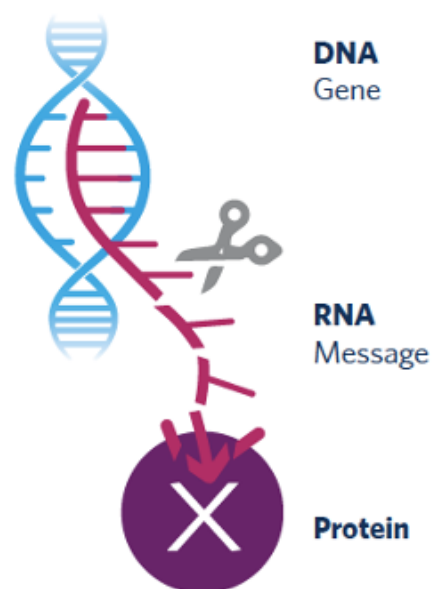 DNA
Gene
RNA
Message
X
Protein